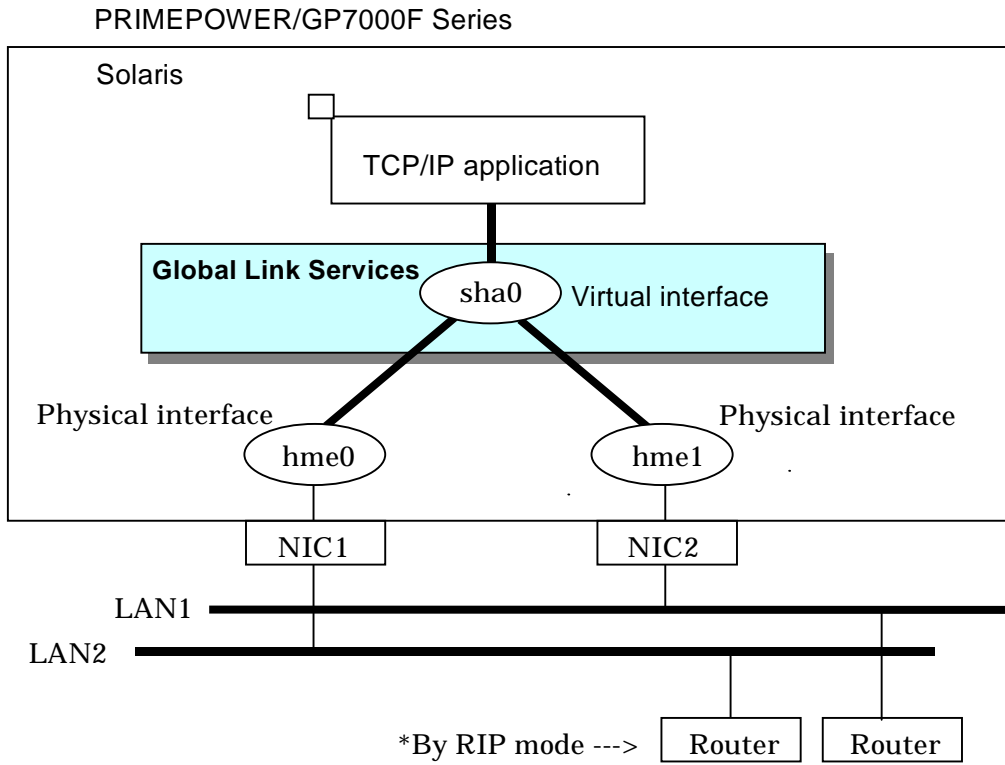 PRIMEPOWER/GP7000F Series
Solaris
TCP/IP application
Global Link Services
sha0
Virtual interface
Physical interface
Physical interface
hme0
hme1
NIC1
NIC2
LAN1
LAN2
*By RIP mode --->
Router
Router